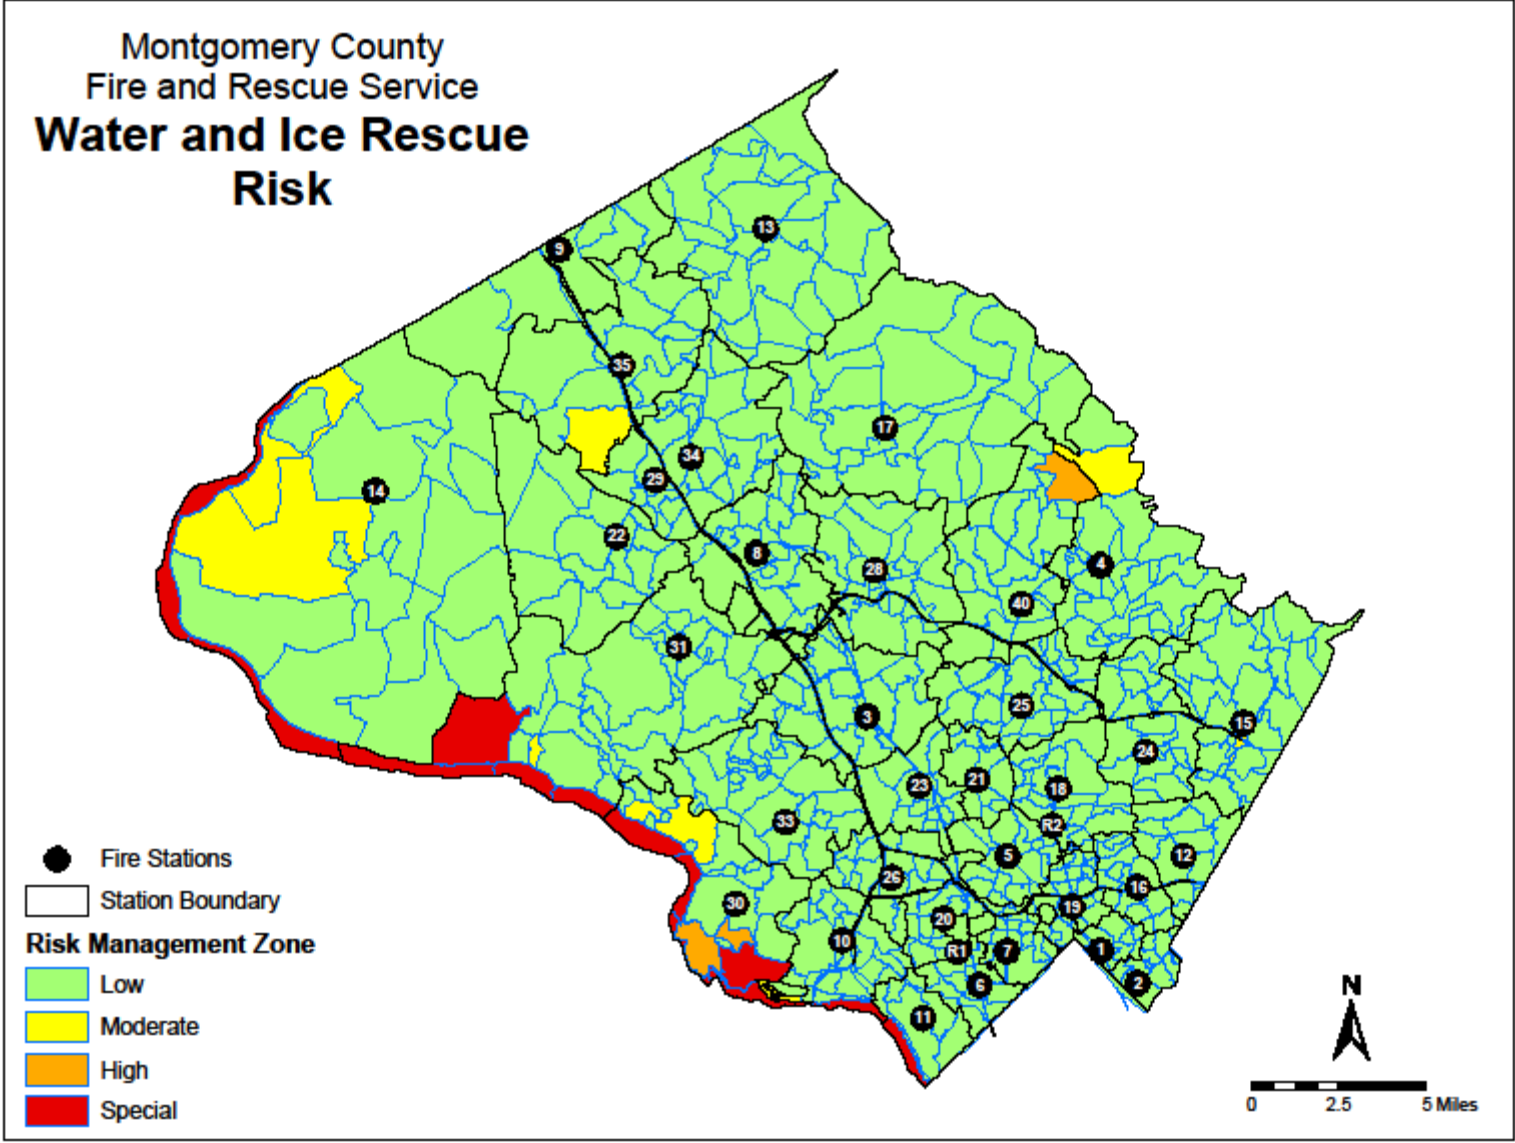 Montgomery County
Fire and Rescue Service
Water and Ice Rescue
Risk
13
9
35
17
34
29
14
22
8
28
4
40
31
25
3
15
24
23
21
18
33
R2
5
12
26
16
30
19
20
10
R1
7
1
6
2
11
Fire Stations
Station Boundary
Risk Management Zone
Low
Moderate
High
Special
N
0 2.5 5 Miles